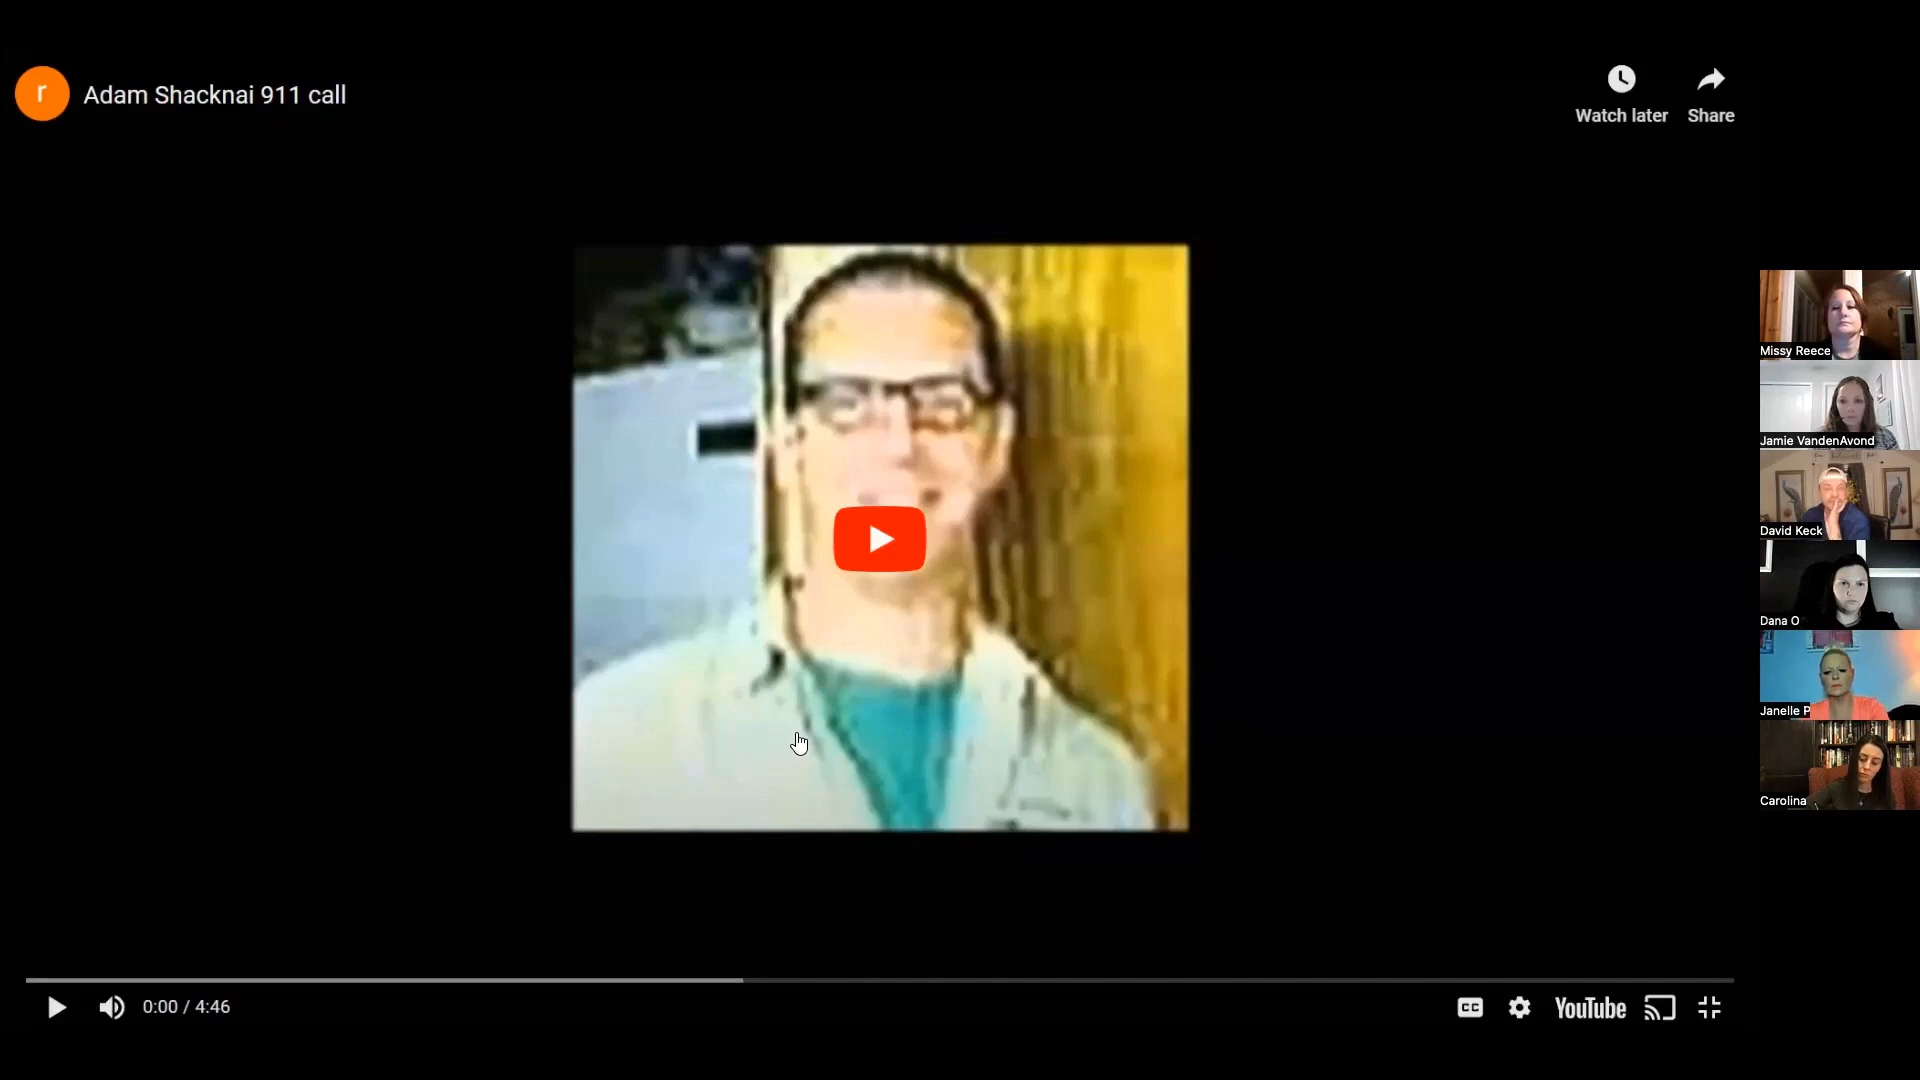 r
Adam Shacknai 911 call
Watch later
Share
Missy Reece
Jamie VandenAvond
David Keck
Dana O
Janelle P
Carolina
0:00 / 4:46
CC
YouTube